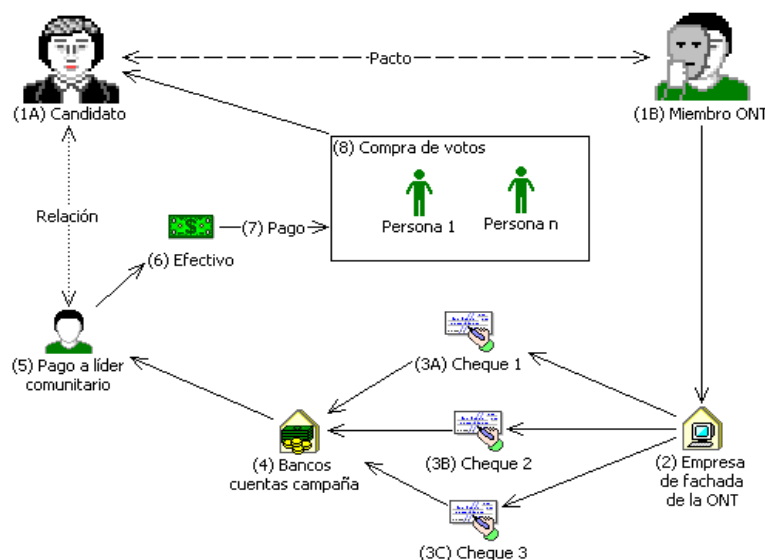 Pacto
(1A) Candidato
(1B) Miembro ONT
(8) Compra de votos
Persona 1
Persona n
Relación
(7) Pago
(6) Efectivo
(5) Pago a líder
comunitario
(3A) Cheque 1
(3B) Cheque 2
(3C) Cheque 3
(4) Bancos
cuentas campaña
(2) Empresa
de fachada
de la ONT